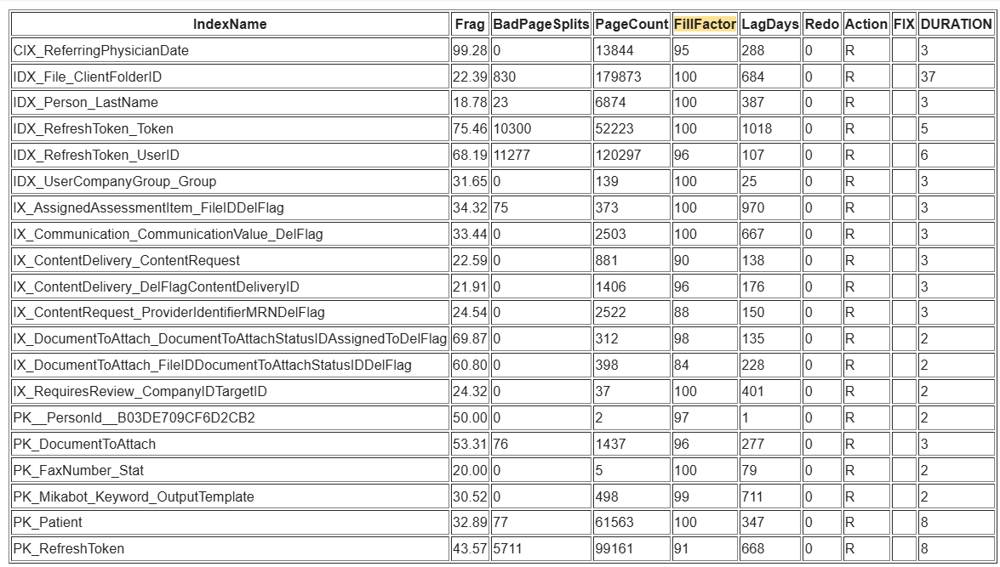 IndexName Frag BadPageSplits PageCount FillFactor LagDays Redo Action FIX DURATION
CIX_ReferringPhysicianDate 99.28 0 13844 95 288 0 R 3
IDX_File_ClientFolderID 22.39 830 179873 100 684 0 R 37
IDX_Person_LastName 18.78 23 6874 100 387 0 R 3
IDX_RefreshToken_Token 75.46 10300 52223 100 1018 0 R 5
IDX_RefreshToken_UserID 68.19 11277 120297 96 107 0 R 6
IDX_UserCompanyGroup_Group 31.65 0 139 100 25 0 R 3
IX_AssignedAssessmentItem_FileIDDelFlag 34.32 75 373 100 970 0 R 3
IX_Communication_CommunicationValue_DelFlag 33.44 0 2503 100 667 0 R 3
IX_ContentDelivery_ContentRequest 22.59 0 881 90 138 0 R 3
IX_ContentDelivery_DelFlagContentDeliveryID 21.91 0 1406 96 176 0 R 3
IX_ContentRequest_ProviderIdentifierMRNDelFlag 24.54 0 2522 88 150 0 R 3
IX_DocumentToAttach_DocumentToAttachStatusIDAssignedToDelFlag 69.87 0 312 98 135 0 R 2
IX_DocumentToAttach_FileIDDocumentToAttachStatusIDDelFlag 60.80 0 398 84 228 0 R 2
IX_RequiresReview_CompanyIDTargetID 24.32 0 37 100 401 0 R 2
PK__PersonId__B03DE709CF6D2CB2 50.00 0 2 97 1 0 R 2
PK_DocumentToAttach 53.31 76 1437 96 277 0 R 3
PK_FaxNumber_Stat 20.00 0 5 100 79 0 R 2
PK_Mikabot_Keyword_OutputTemplate 30.52 0 498 99 711 0 R 2
PK_Patient 32.89 77 61563 100 347 0 R 8
PK_RefreshToken 43.57 5711 99161 91 668 0 R 8